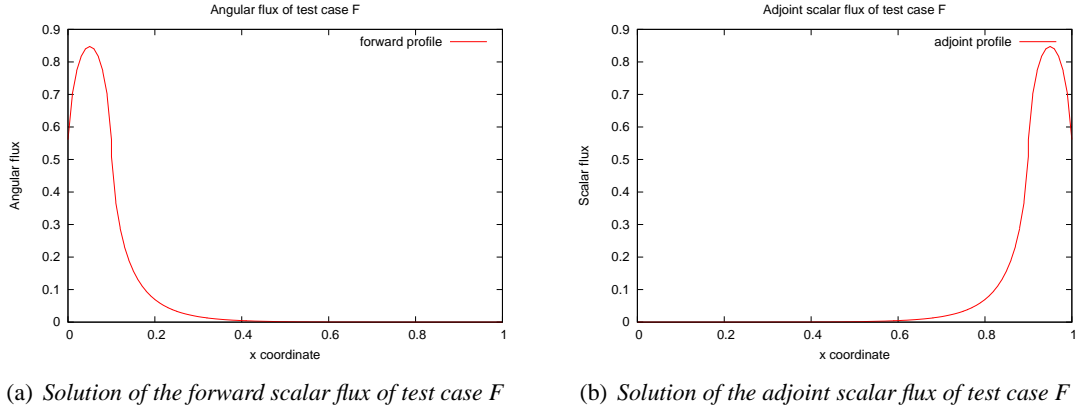 Angular flux of test case F
forward profile
Angular flux
0.9
0.8
0.7
0.6
0.5
0.4
0.3
0.2
0.1
0
0 0.2 0.4 0.6 0.8 1
x coordinate
(a) Solution of the forward scalar flux of test case F
Adjoint scalar flux of test case F
adjoint profile
Scalar flux
0.9
0.8
0.7
0.6
0.5
0.4
0.3
0.2
0.1
0
0 0.2 0.4 0.6 0.8 1
x coordinate
(b) Solution of the adjoint scalar flux of test case F